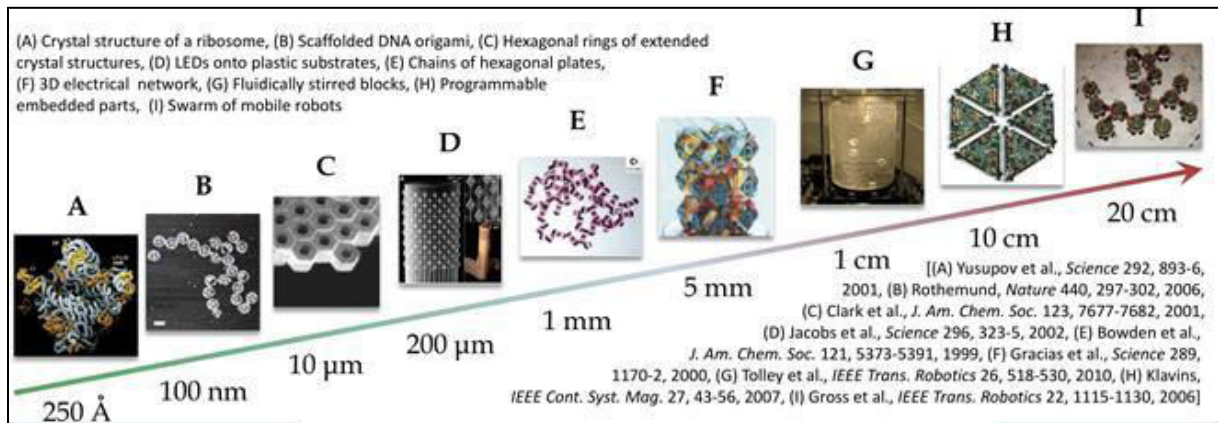 (A) Crystal structure of a ribosome, (B) Scaffolded DNA origami, (C) Hexagonal rings of extended
crystal structures, (D) LEDs onto plastic substrates, (E) Chains of hexagonal plates,
(F) 3D electrical network, (G) Fluidically stirred blocks, (H) Programmable
embedded parts, (I) Swarm of mobile robots
A
B
C
D
E
F
G
H
I
250 Å
100 nm
10 µm
200 µm
1 mm
5 mm
1 cm
10 cm
20 cm
[(A) Yusupov et al., Science 292, 893-6,
2001, (B) Rothemund, Nature 440, 297-302, 2006,
(C) Clark et al., J. Am. Chem. Soc. 123, 7677-7682, 2001,
(D) Jacobs et al., Science 296, 323-5, 2002, (E) Bowden et al.,
J. Am. Chem. Soc. 121, 5373-5391, 1999, (F) Gracias et al., Science 289,
1170-2, 2000, (G) Tolley et al., IEEE Trans. Robotics 26, 518-530, 2010, (H) Klavins,
IEEE Cont. Syst. Mag. 27, 43-56, 2007, (I) Gross et al., IEEE Trans. Robotics 22, 1115-1130, 2006]